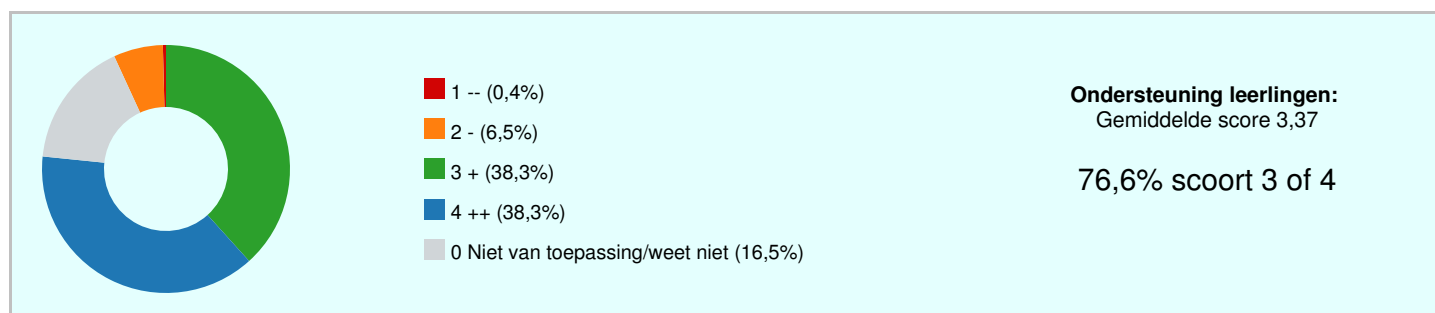 1 -- (0,4%)
2 - (6,5%)
3 + (38,3%)
4 ++ (38,3%)
0 Niet van toepassing/weet niet (16,5%)
Ondersteuning leerlingen:
Gemiddelde score 3,37
76,6% scoort 3 of 4